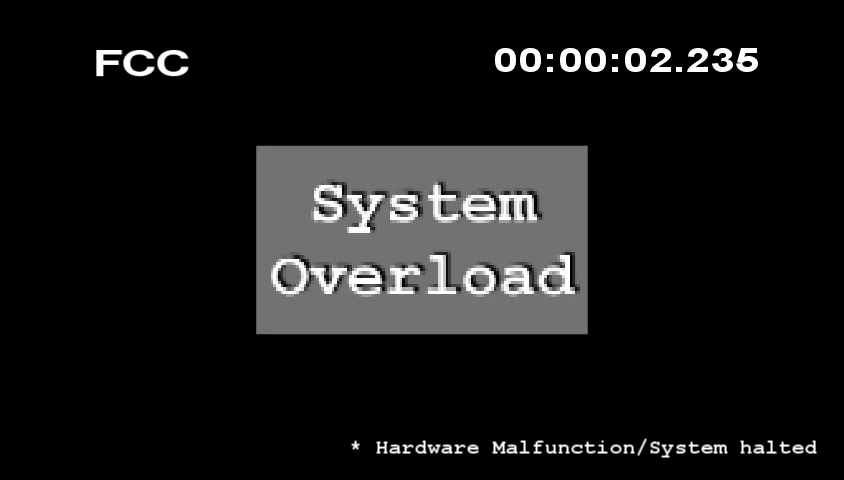 FCC 00:00:02.235
System
Overload
* Hardware Malfunction/System halted